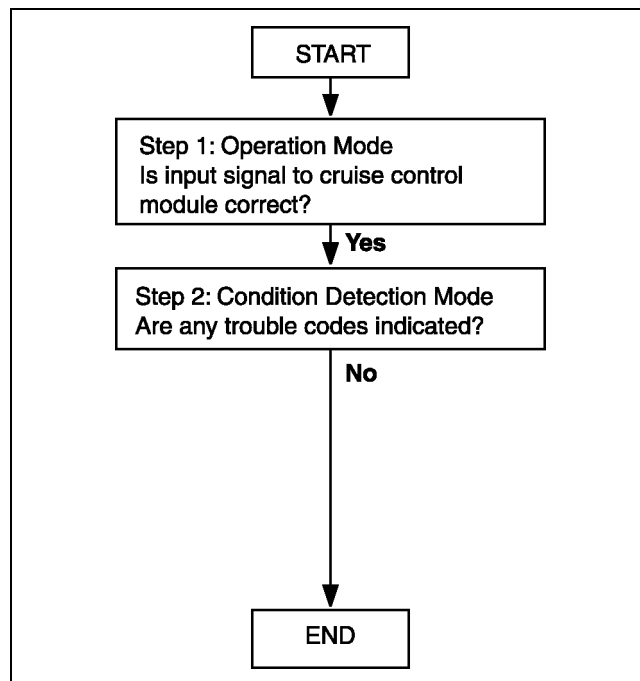 START
Step 1: Operation Mode
Is input signal to cruise control
module correct?
Yes
Step 2: Condition Detection Mode
Are any trouble codes indicated?
No
END